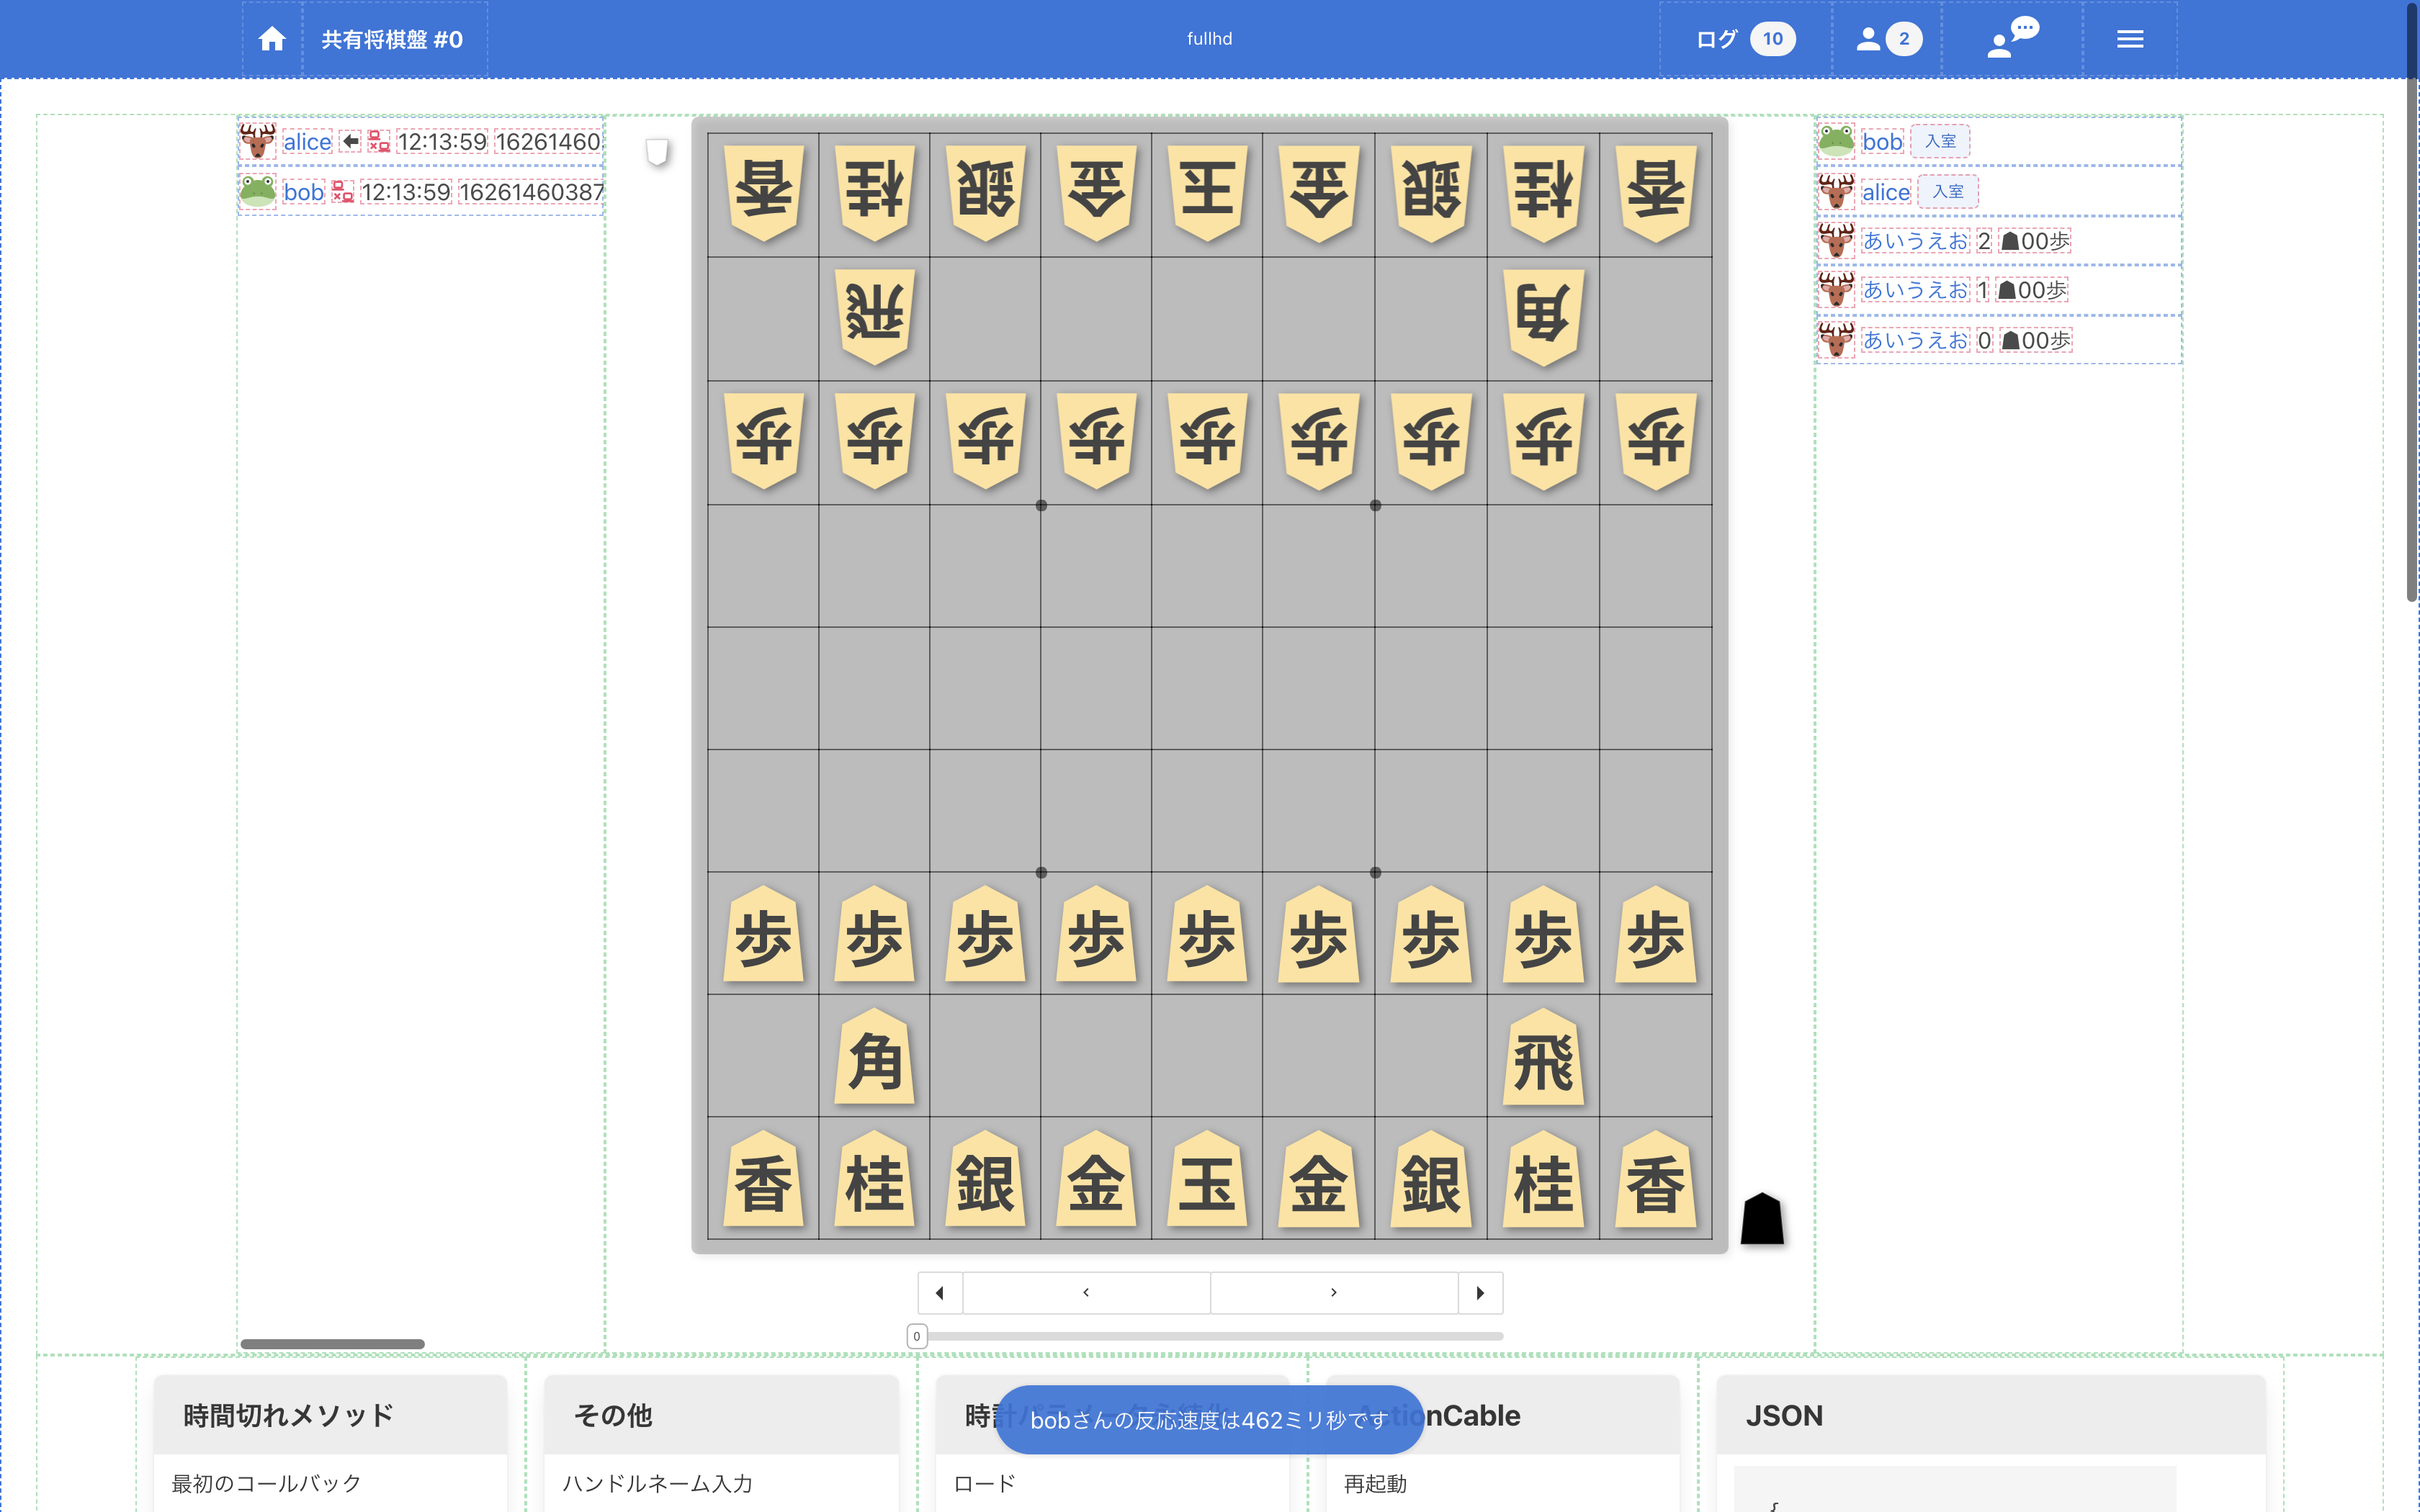 共有将棋盤 #0
fullhd
ログ 10
2
alice 12:13:59 16261460
bob 12:13:59 16261460387
香 桂 銀 金 玉 金 銀 桂 香
飛 角
歩 歩 歩 歩 歩 歩 歩 歩 歩
歩 歩 歩 歩 歩 歩 歩 歩 歩
角 飛
香 桂 銀 金 玉 金 銀 桂 香
bob 入室
alice 入室
あいうえお 2 ☗00歩
あいうえお 1 ☗00歩
あいうえお 0 ☗00歩
0
時間切れメソッド
最初のコールバック
その他
ハンドルネーム入力
時計
ロード
bobさんの反応速度は462ミリ秒です
ActionCable
再起動
JSON
{